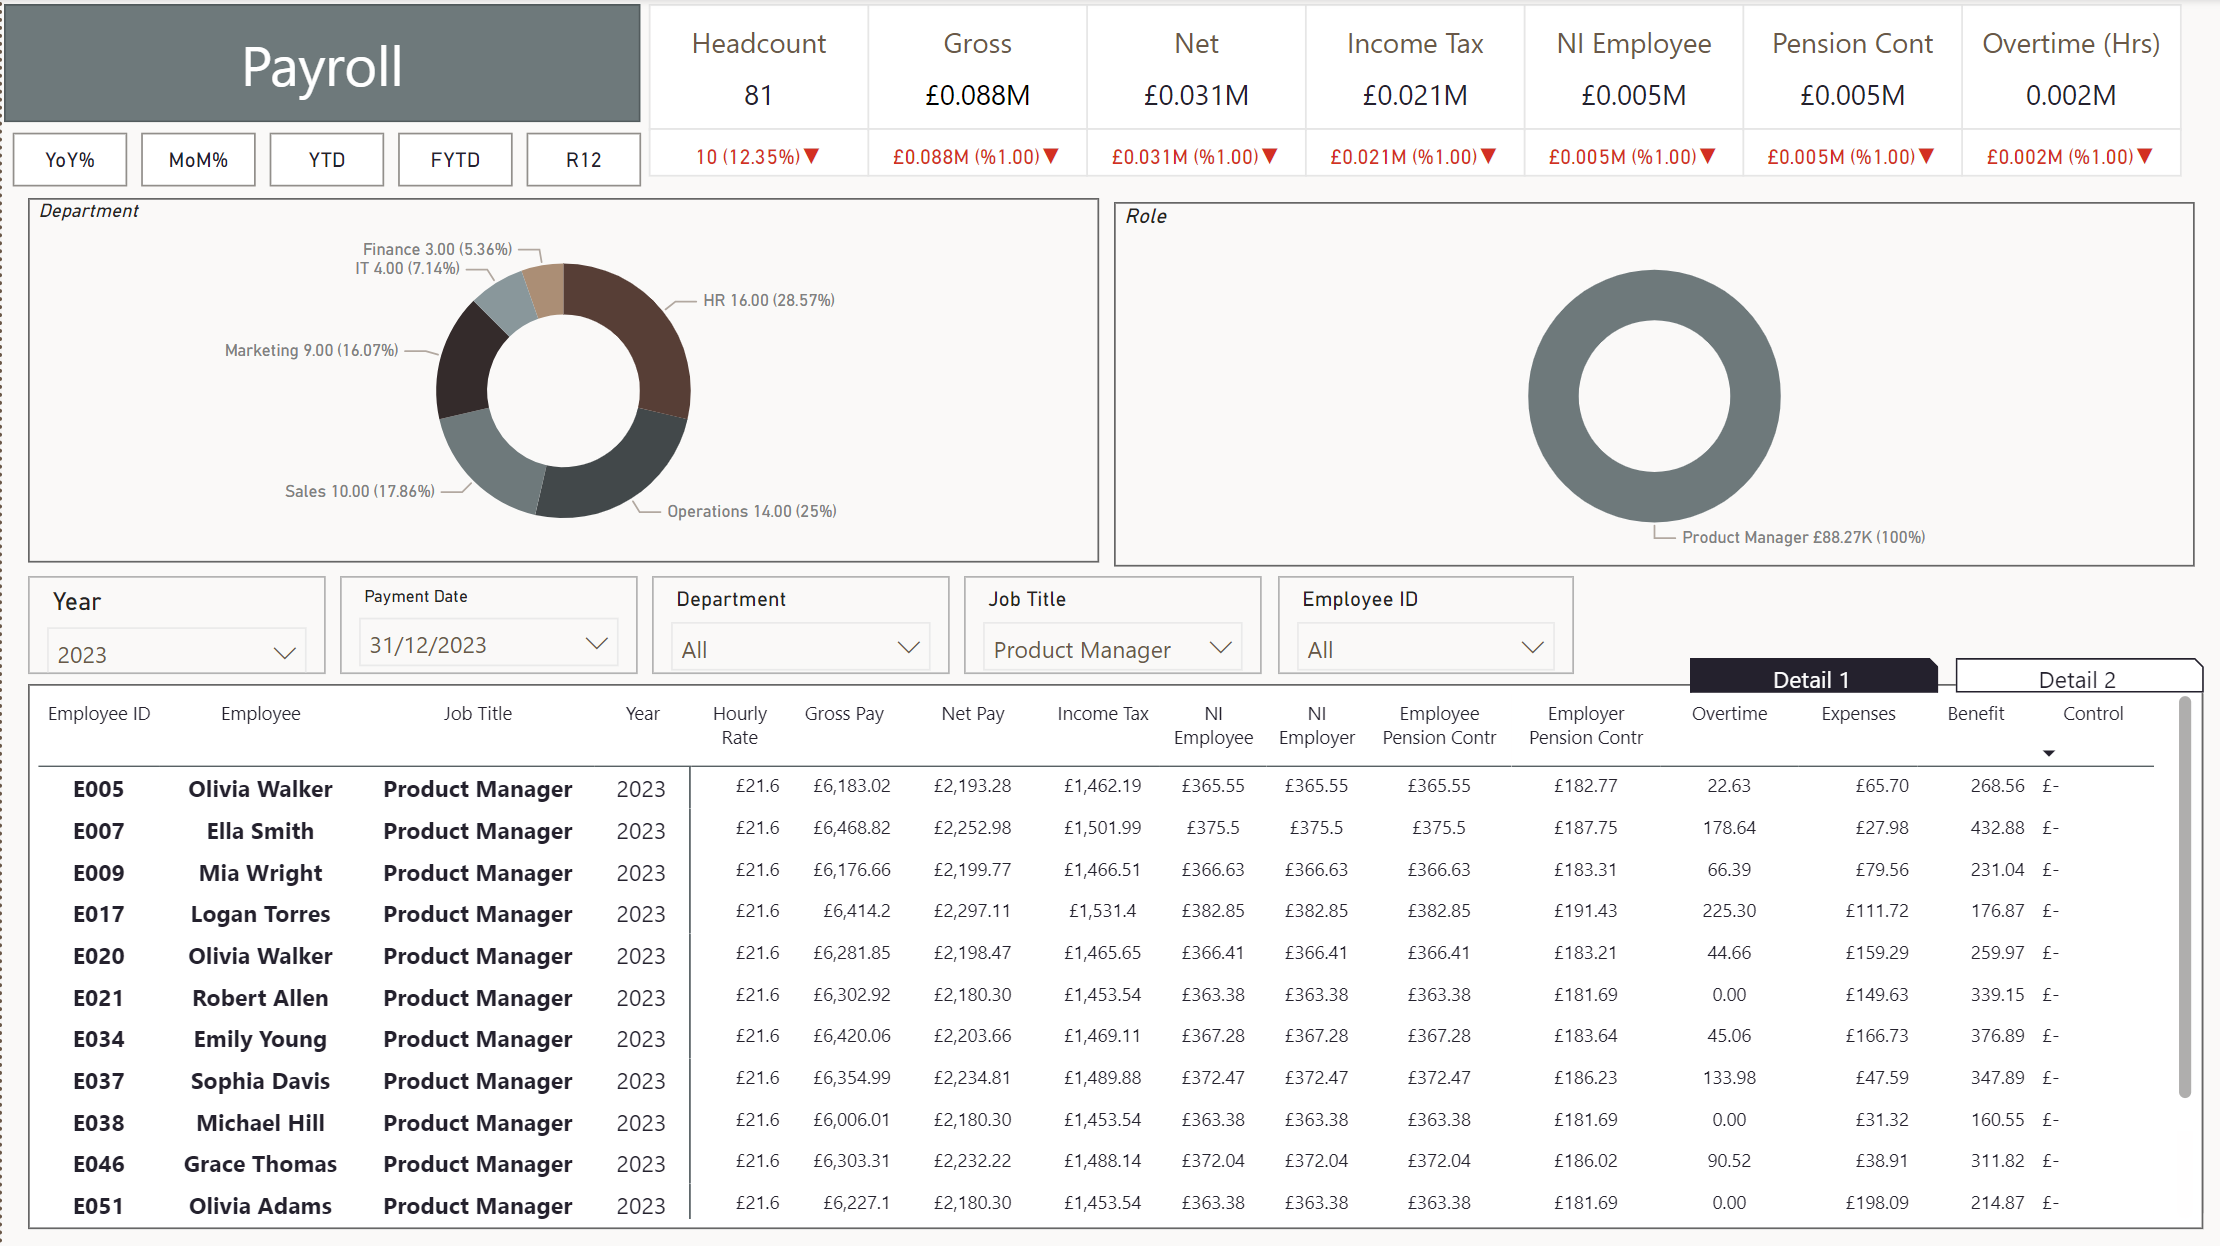 Payroll
Headcount Gross Net Income Tax NI Employee Pension Cont Overtime (Hrs)
81 £0.088M £0.031M £0.021M £0.005M £0.005M 0.002M
10 (12.35%)▼ £0.088M (%1.00)▼ £0.031M (%1.00)▼ £0.021M (%1.00)▼ £0.005M (%1.00)▼ £0.005M (%1.00)▼ £0.002M (%1.00)▼
YoY% MoM% YTD FYTD R12
Department
Finance 3.00 (5.36%)
IT 4.00 (7.14%)
HR 16.00 (28.57%)
Marketing 9.00 (16.07%)
Sales 10.00 (17.86%)
Operations 14.00 (25%)
Role
Product Manager £88.27K (100%)
Year Payment Date Department Job Title Employee ID
2023 31/12/2023 All Product Manager All
Detail 1 Detail 2
Employee ID Employee Job Title Year Hourly Gross Pay Net Pay Income Tax NI NI Employee Employer Overtime Expenses Benefit Control
Rate Employee Employer Pension Contr Pension Contr
E005 Olivia Walker Product Manager 2023 £21.6 £6,183.02 £2,193.28 £1,462.19 £365.55 £365.55 £365.55 £182.77 22.63 £65.70 268.56 £-
E007 Ella Smith Product Manager 2023 £21.6 £6,468.82 £2,252.98 £1,501.99 £375.5 £375.5 £375.5 £187.75 178.64 £27.98 432.88 £-
E009 Mia Wright Product Manager 2023 £21.6 £6,176.66 £2,199.77 £1,466.51 £366.63 £366.63 £366.63 £183.31 66.39 £79.56 231.04 £-
E017 Logan Torres Product Manager 2023 £21.6 £6,414.2 £2,297.11 £1,531.4 £382.85 £382.85 £382.85 £191.43 225.30 £111.72 176.87 £-
E020 Olivia Walker Product Manager 2023 £21.6 £6,281.85 £2,198.47 £1,465.65 £366.41 £366.41 £366.41 £183.21 44.66 £159.29 259.97 £-
E021 Robert Allen Product Manager 2023 £21.6 £6,302.92 £2,180.30 £1,453.54 £363.38 £363.38 £363.38 £181.69 0.00 £149.63 339.15 £-
E034 Emily Young Product Manager 2023 £21.6 £6,420.06 £2,203.66 £1,469.11 £367.28 £367.28 £367.28 £183.64 45.06 £166.73 376.89 £-
E037 Sophia Davis Product Manager 2023 £21.6 £6,354.99 £2,234.81 £1,489.88 £372.47 £372.47 £372.47 £186.23 133.98 £47.59 347.89 £-
E038 Michael Hill Product Manager 2023 £21.6 £6,006.01 £2,180.30 £1,453.54 £363.38 £363.38 £363.38 £181.69 0.00 £31.32 160.55 £-
E046 Grace Thomas Product Manager 2023 £21.6 £6,303.31 £2,232.22 £1,488.14 £372.04 £372.04 £372.04 £186.02 90.52 £38.91 311.82 £-
E051 Olivia Adams Product Manager 2023 £21.6 £6,227.1 £2,180.30 £1,453.54 £363.38 £363.38 £363.38 £181.69 0.00 £198.09 214.87 £-